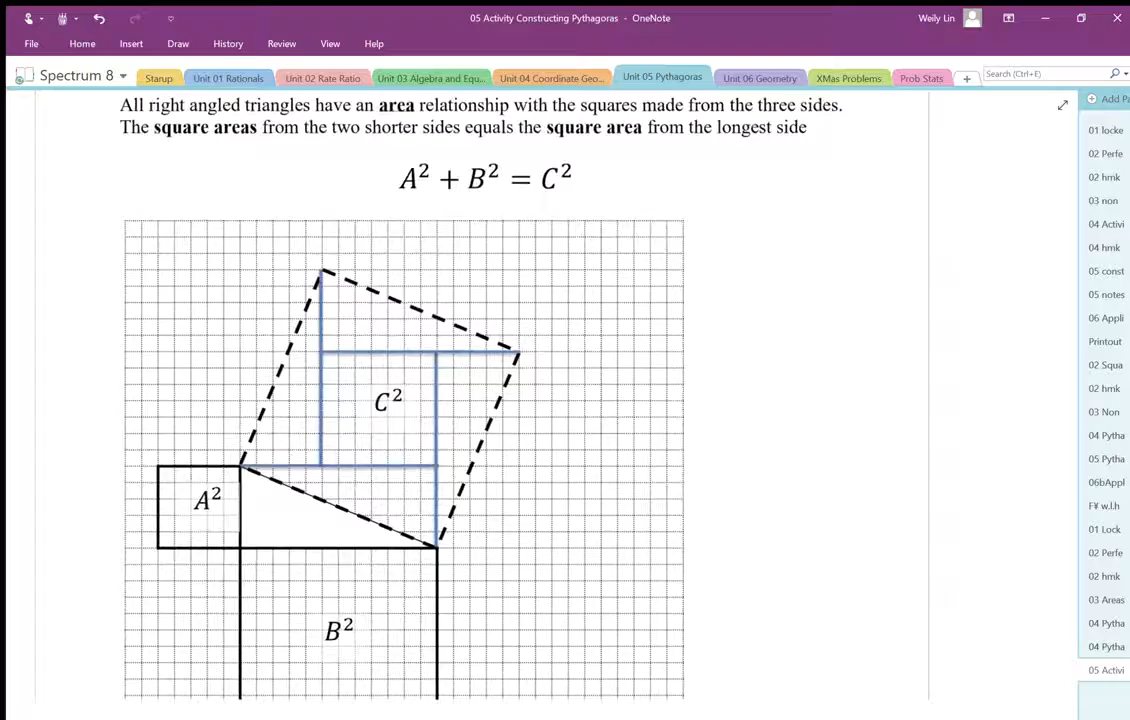 05 Activity Constructing Pythagoras - OneNote
Weily Lin
File Home Insert Draw History Review View Help
Spectrum 8
Starup
Unit 01 Rationals
Unit 02 Rate Ratio
Unit 03 Algebra and Equ...
Unit 04 Coordinate Geo...
Unit 05 Pythagoras
Unit 06 Geometry
XMas Problems
Prob Stats
Search (Ctrl+E)
All right angled triangles have an area relationship with the squares made from the three sides.
The square areas from the two shorter sides equals the square area from the longest side
A² + B² = C²
C²
A²
B²
Add Pa
01 locke
02 Perfe
02 hmk
03 non
04 Activi
04 hmk
05 const
05 notes
06 Appli
Printout
02 Squa
02 hmk
03 Non
04 Pytha
05 Pytha
06bAppl
F¥ w.l.h
01 Lock
02 Perfe
02 hmk
03 Areas
04 Pytha
04 Pytha
05 Activi